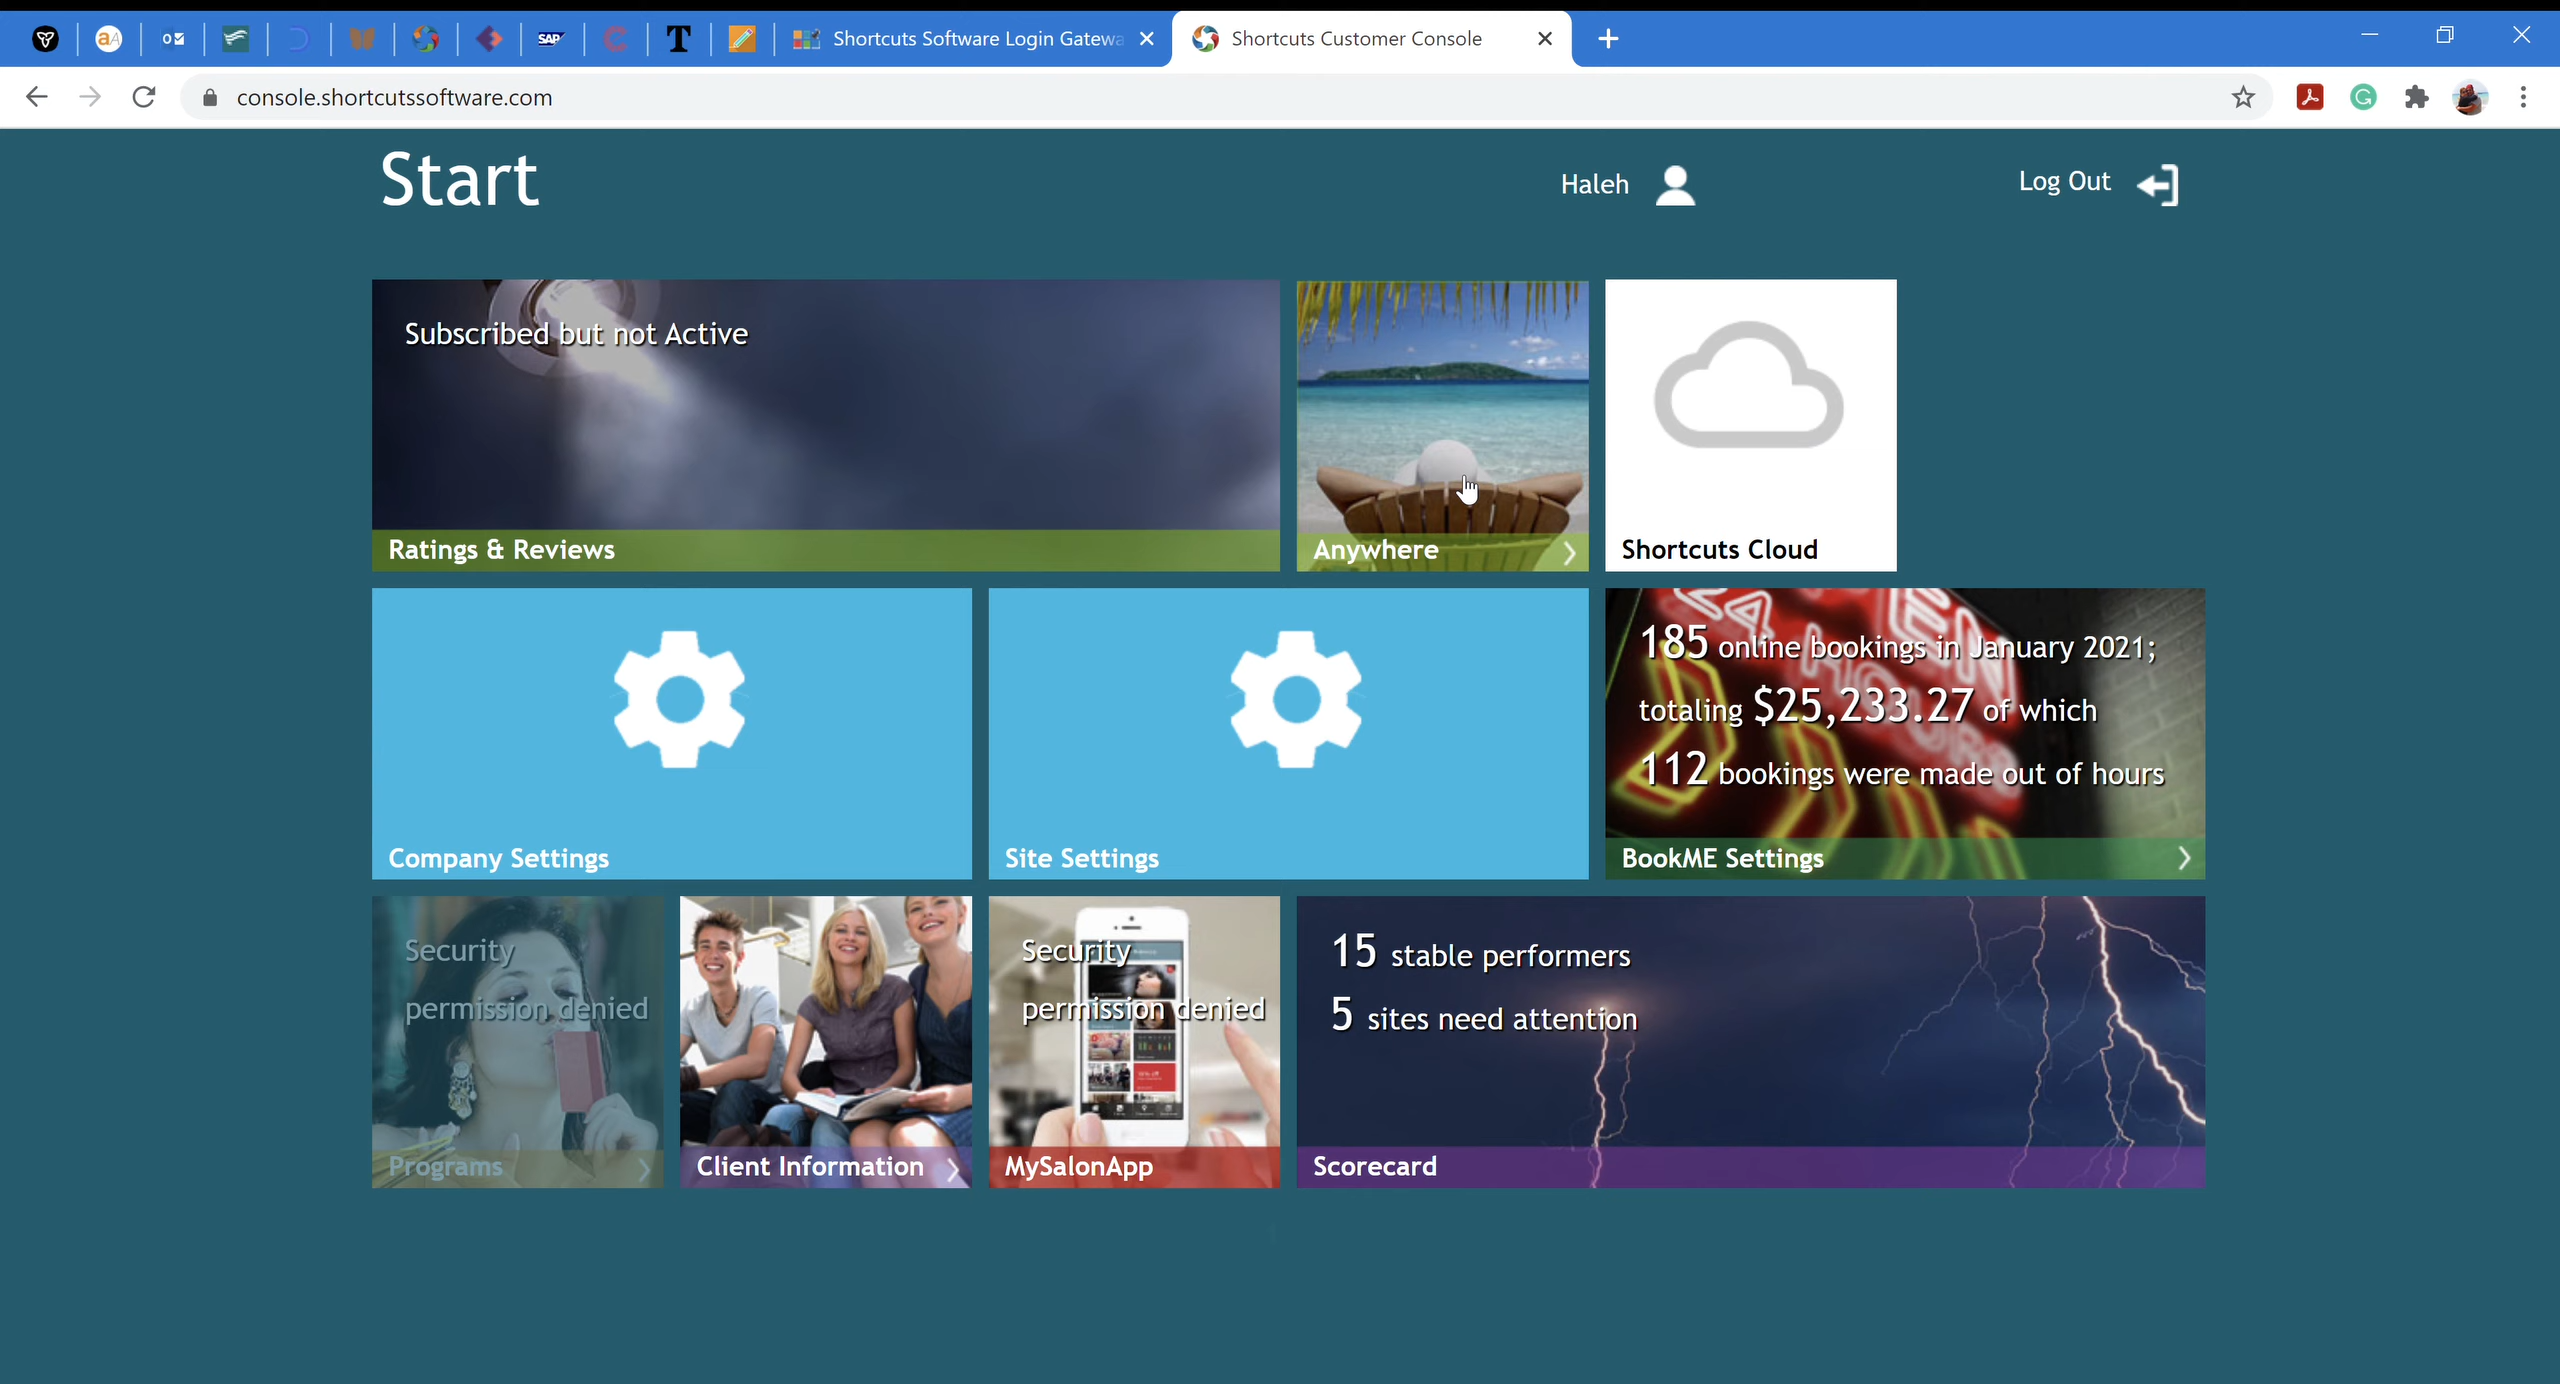 Shortcuts Software Login Gatewa
Shortcuts Customer Console
console.shortcutssoftware.com
Start
Haleh
Log Out
Subscribed but not Active
Ratings & Reviews
Anywhere
Shortcuts Cloud
Company Settings
Site Settings
185 online bookings in January 2021;
totaling $25,233.27 of which
112 bookings were made out of hours
BookME Settings
Security
permission denied
Programs
Client Information
Security
permission denied
MySalonApp
15 stable performers
5 sites need attention
Scorecard